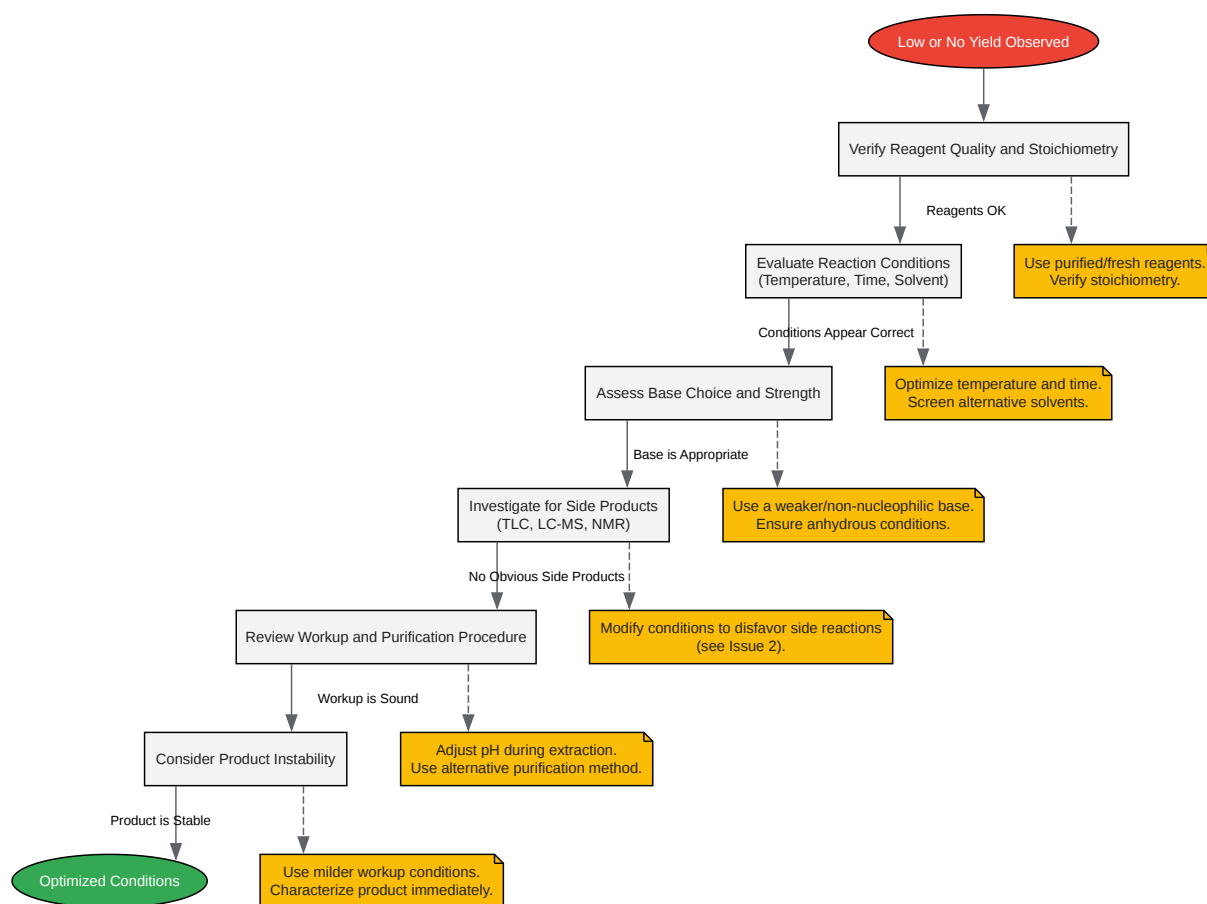 Low or No Yield Observed
Verify Reagent Quality and Stoichiometry
Reagents OK
Evaluate Reaction Conditions
(Temperature, Time, Solvent)
Use purified/fresh reagents.
Verify stoichiometry.
Conditions Appear Correct
Assess Base Choice and Strength
Optimize temperature and time.
Screen alternative solvents.
Base is Appropriate
Investigate for Side Products
(TLC, LC-MS, NMR)
Use a weaker/non-nucleophilic base.
Ensure anhydrous conditions.
No Obvious Side Products
Review Workup and Purification Procedure
Modify conditions to disfavor side reactions
(see Issue 2).
Workup is Sound
Consider Product Instability
Adjust pH during extraction.
Use alternative purification method.
Product is Stable
Optimized Conditions
Use milder workup conditions.
Characterize product immediately.